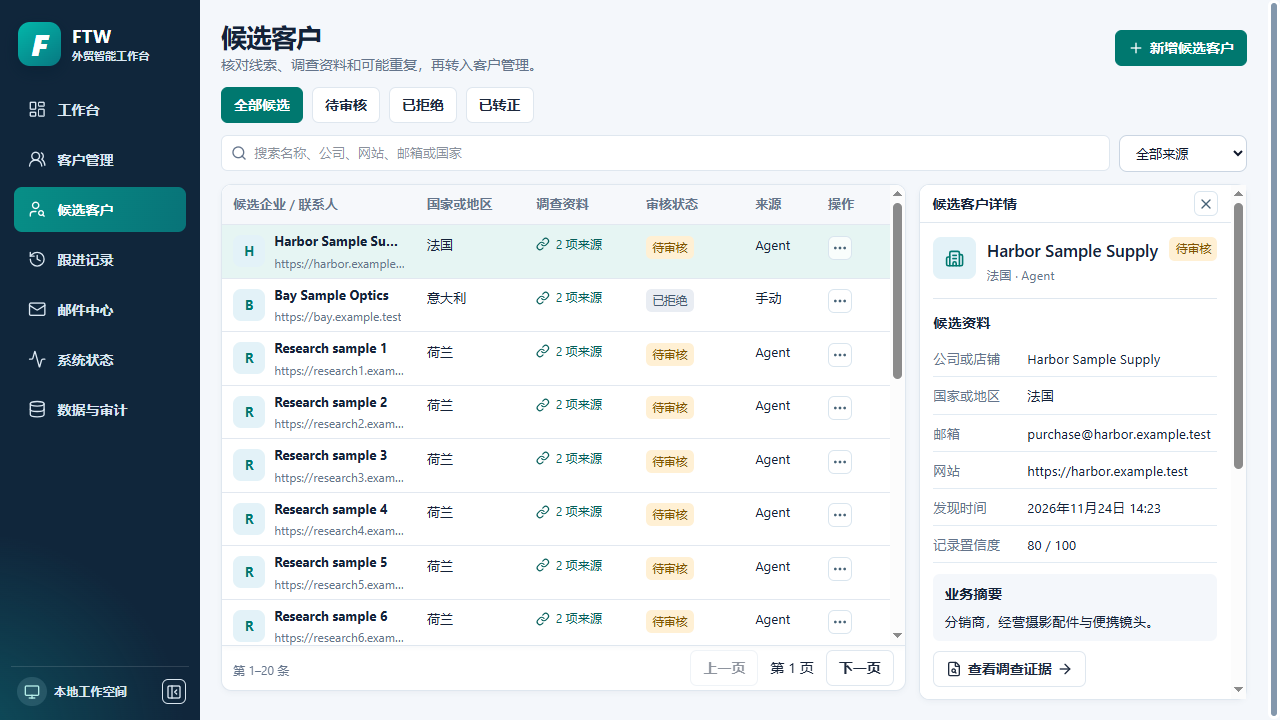 F
FTW
外贸智能工作台
工作台
客户管理
候选客户
跟进记录
邮件中心
系统状态
数据与审计
本地工作空间
候选客户
核对线索、调查资料和可能重复，再转入客户管理。
新增候选客户
全部候选
待审核
已拒绝
已转正
搜索名称、公司、网站、邮箱或国家
全部来源
候选企业 / 联系人
国家或地区
调查资料
审核状态
来源
操作
H
Harbor Sample Su...
https://harbor.example...
法国
2 项来源
待审核
Agent
B
Bay Sample Optics
https://bay.example.test
意大利
2 项来源
已拒绝
手动
R
Research sample 1
https://research1.exam...
荷兰
2 项来源
待审核
Agent
R
Research sample 2
https://research2.exam...
荷兰
2 项来源
待审核
Agent
R
Research sample 3
https://research3.exam...
荷兰
2 项来源
待审核
Agent
R
Research sample 4
https://research4.exam...
荷兰
2 项来源
待审核
Agent
R
Research sample 5
https://research5.exam...
荷兰
2 项来源
待审核
Agent
R
Research sample 6
https://research6.exam...
荷兰
2 项来源
待审核
Agent
第 1–20 条
上一页
第 1 页
下一页
候选客户详情
Harbor Sample Supply
待审核
法国 · Agent
候选资料
公司或店铺 Harbor Sample Supply
国家或地区 法国
邮箱 purchase@harbor.example.test
网站 https://harbor.example.test
发现时间 2026年11月24日 14:23
记录置信度 80 / 100
业务摘要
分销商，经营摄影配件与便携镜头。
查看调查证据